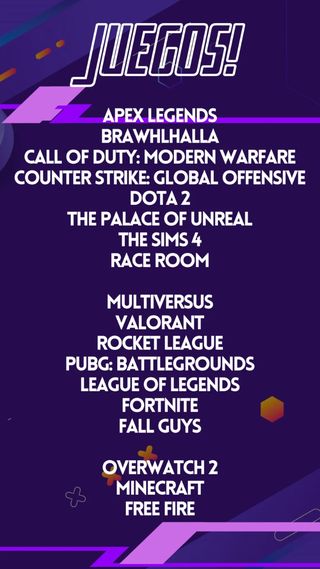 JUEGOS!
APEX LEGENDS
BRAWHLHALLA
CALL OF DUTY: MODERN WARFARE
COUNTER STRIKE: GLOBAL OFFENSIVE
DOTA 2
THE PALACE OF UNREAL
THE SIMS 4
RACE ROOM
MULTIVERSUS
VALORANT
ROCKET LEAGUE
PUBG: BATTLEGROUNDS
LEAGUE OF LEGENDS
FORTNITE
FALL GUYS
OVERWATCH 2
MINECRAFT
FREE FIRE